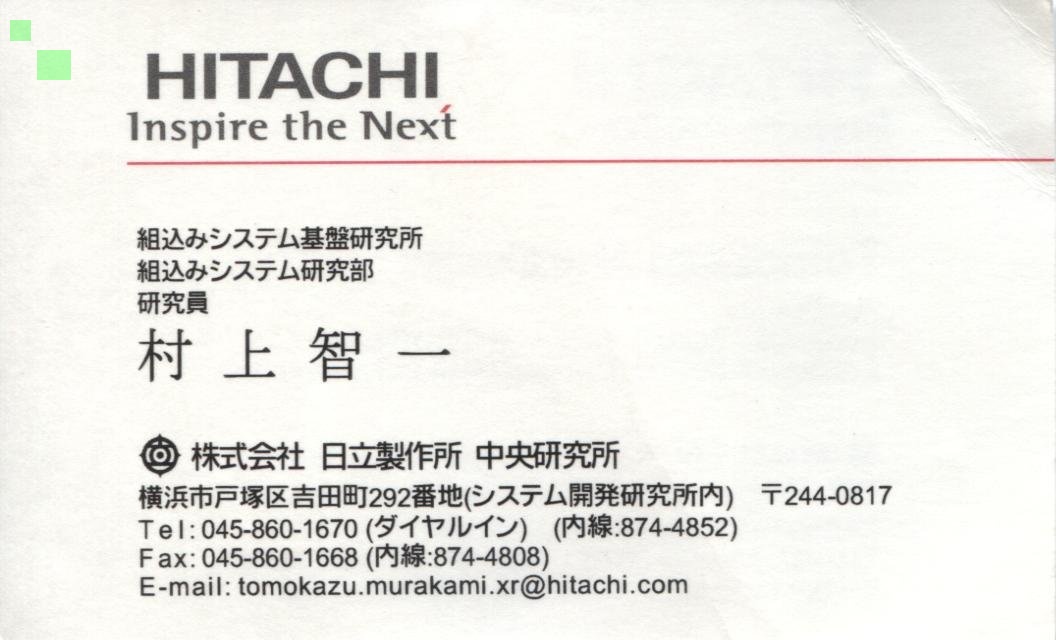 HITACHI
Inspire the Next
組込みシステム基盤研究所
組込みシステム研究部
研究員
村 上 智 一
株式会社 日立製作所 中央研究所
横浜市戸塚区吉田町292番地(システム開発研究所内) 〒244-0817
Tel: 045-860-1670 (ダイヤルイン) (内線:874-4852)
Fax: 045-860-1668 (内線:874-4808)
E-mail: tomokazu.murakami.xr@hitachi.com